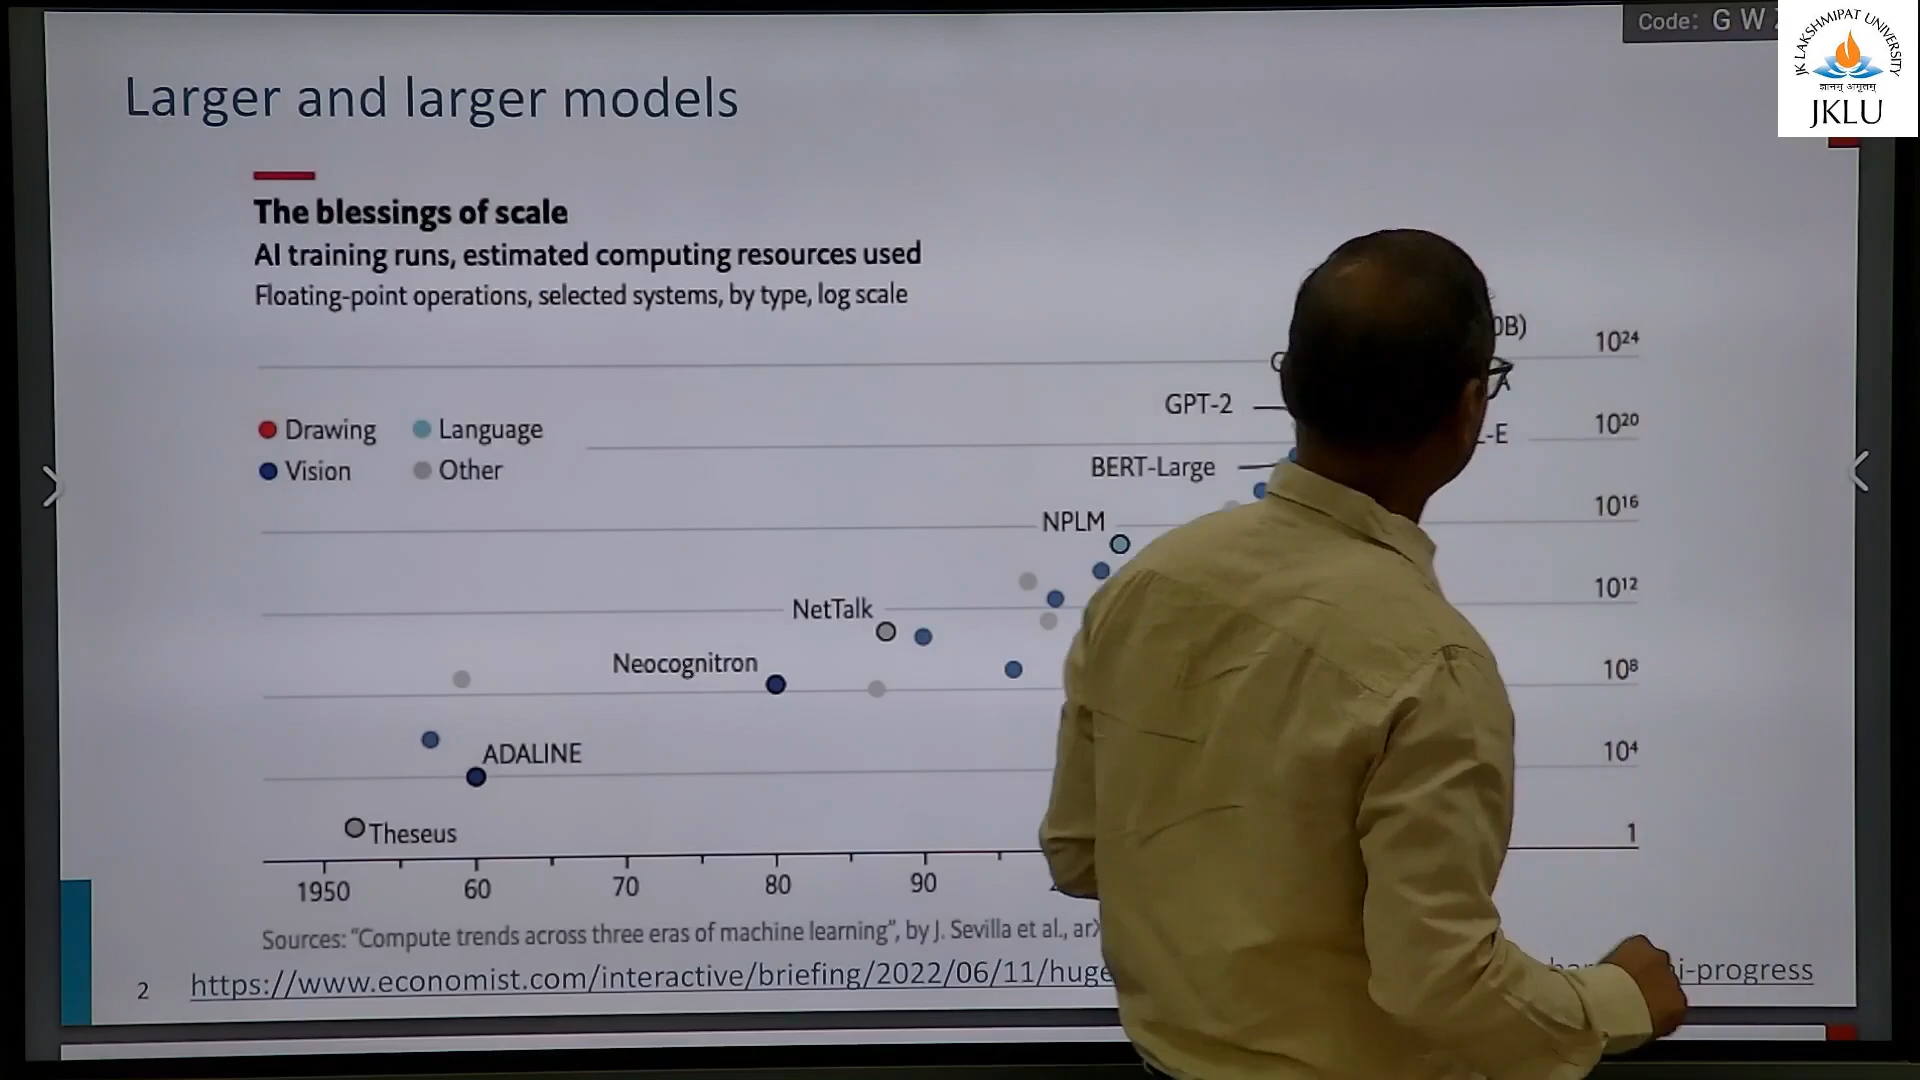 Code: G W
JK LAKSHMIPAT UNIVERSITY
ज्ञानम् अमृतम्
JKLU
Larger and larger models
The blessings of scale
AI training runs, estimated computing resources used
Floating-point operations, selected systems, by type, log scale
0B)
10²⁴
GPT-2
A
10²⁰
Drawing
Language
L-E
Vision
Other
BERT-Large
10¹⁶
NPLM
10¹²
NetTalk
10⁸
Neocognitron
10⁴
ADALINE
1
Theseus
1950 60 70 80 90
Sources: "Compute trends across three eras of machine learning", by J. Sevilla et al., arX
2 https://www.economist.com/interactive/briefing/2022/06/11/huge i-progress